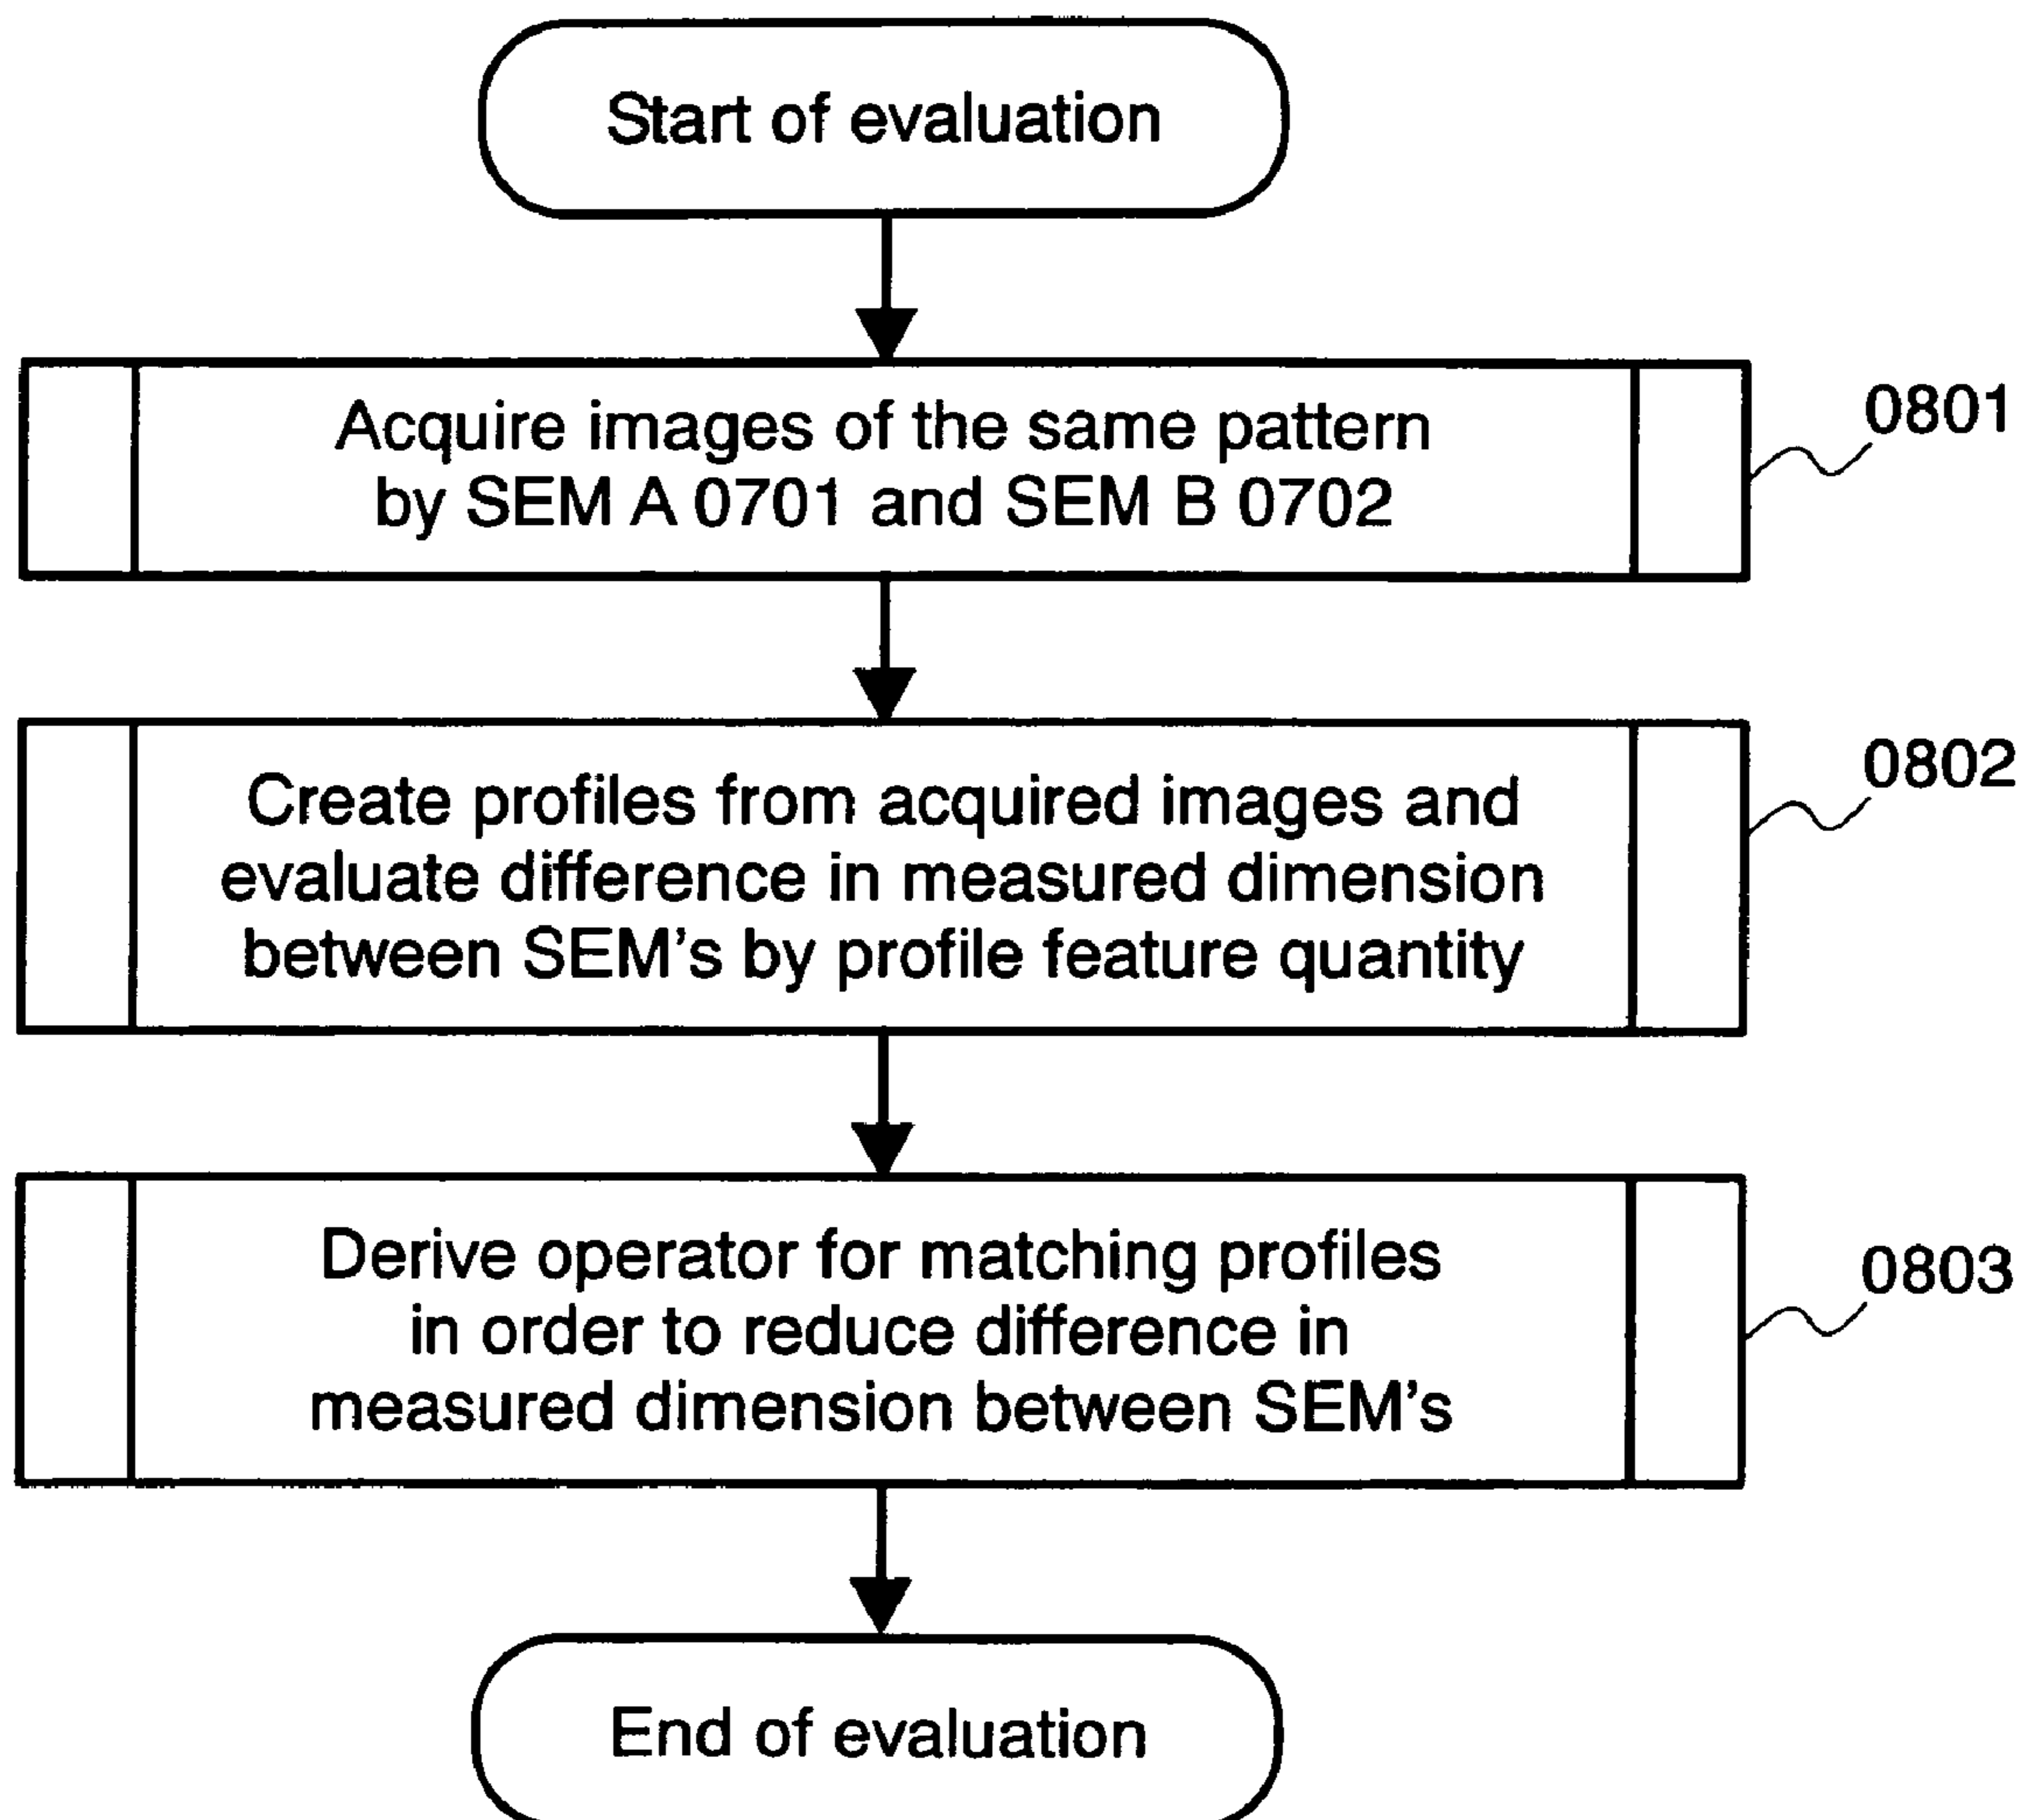 Start of evaluation
Acquire images of the same pattern
by SEM A 0701 and SEM B 0702
0801
Create profiles from acquired images and
evaluate difference in measured dimension
between SEM's by profile feature quantity
0802
Derive operator for matching profiles
in order to reduce difference in
measured dimension between SEM's
0803
End of evaluation